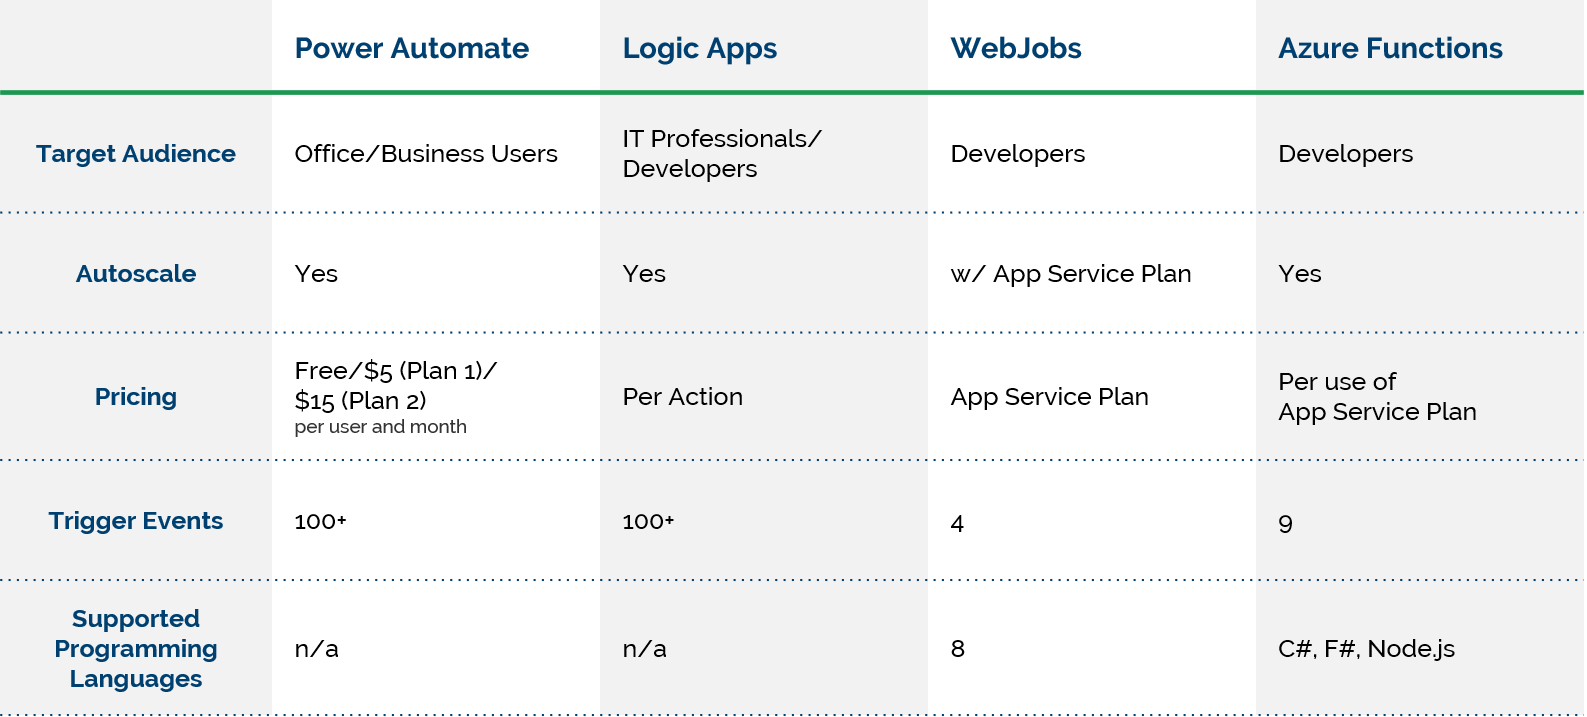 Power Automate Logic Apps WebJobs Azure Functions
Target Audience Office/Business Users IT Professionals/ Developers Developers Developers
Autoscale Yes Yes w/ App Service Plan Yes
Pricing Free/$5 (Plan 1)/ $15 (Plan 2) per user and month Per Action App Service Plan Per use of App Service Plan
Trigger Events 100+ 100+ 4 9
Supported Programming Languages n/a n/a 8 C#, F#, Node.js